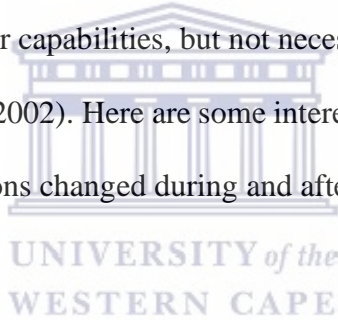 r capabilities, but not neces
2002). Here are some intere
ons changed during and afte
UNIVERSITY of the
WESTERN CAPE